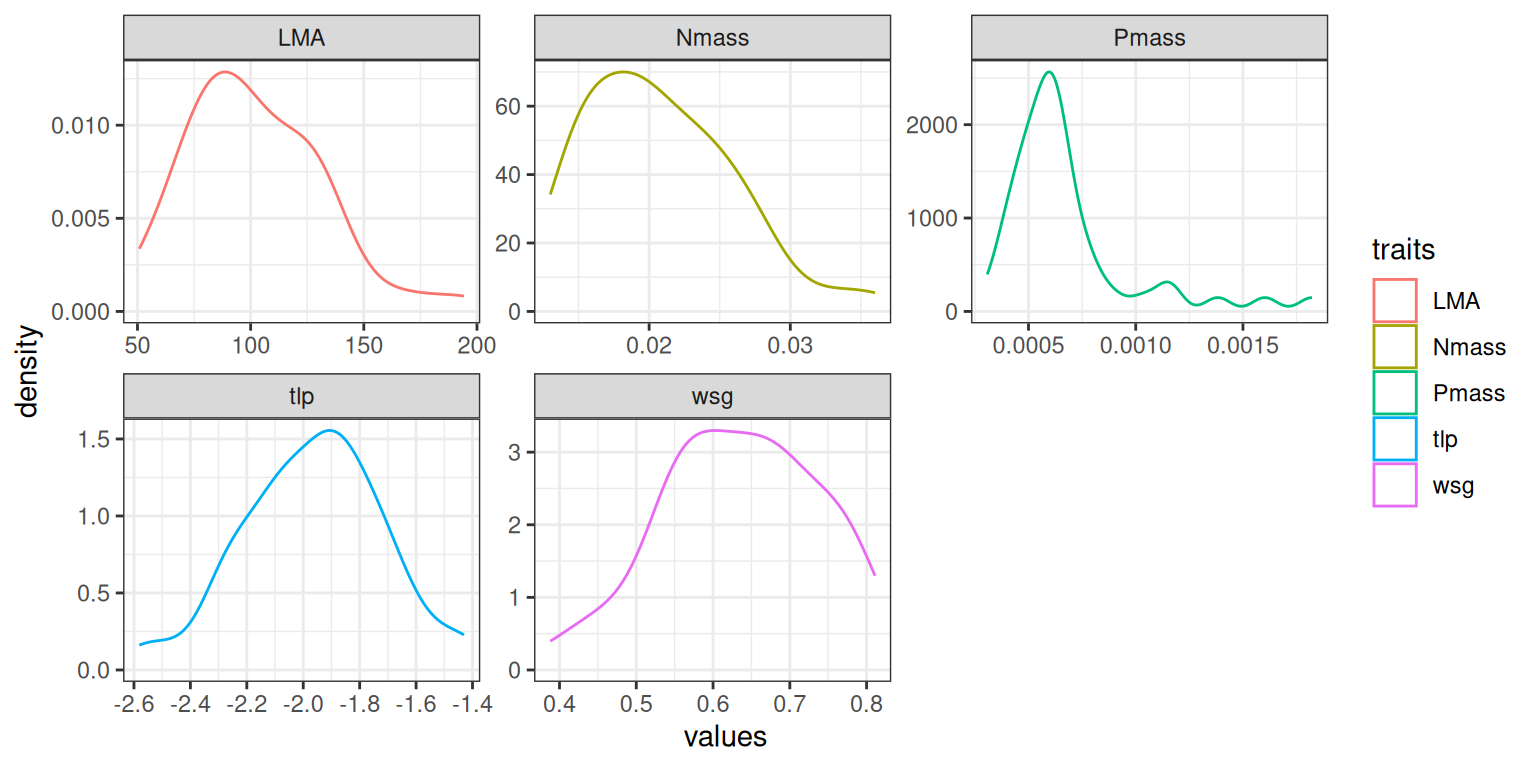 LMA
Nmass
Pmass
0.010
0.005
0.000
50 100 150 200
60
40
20
0
0.02 0.03
2000
1000
0
0.0005 0.0010 0.0015
density
tlp
wsg
1.5
1.0
0.5
0.0
-2.6 -2.4 -2.2 -2.0 -1.8 -1.6 -1.4
3
2
1
0
0.4 0.5 0.6 0.7 0.8
values
traits
LMA
Nmass
Pmass
tlp
wsg